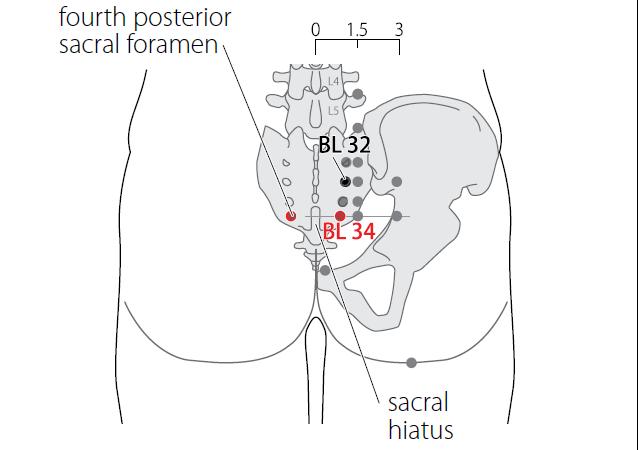 fourth posterior
sacral foramen
0 1.5 3
L4
L5
BL 32
BL 34
sacral
hiatus